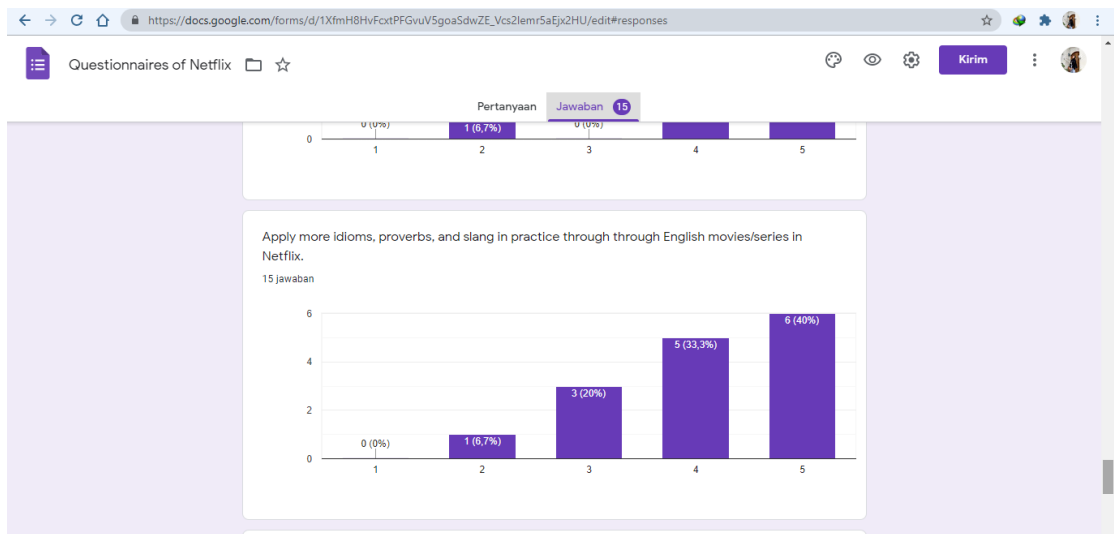 https://docs.google.com/forms/d/1XfmH8HvFcxtPFGvuV5goaSdwZE_Vcs2lemr5aEjx2HU/edit#responses
Questionnaires of Netflix
Kirim
Pertanyaan Jawaban 15
0 (0%) 1 (6,7%) 0 (0%)
0
1 2 3 4 5
Apply more idioms, proverbs, and slang in practice through through English movies/series in
Netflix.
15 jawaban
6
6 (40%)
5 (33,3%)
4
3 (20%)
2
0 (0%) 1 (6,7%)
0
1 2 3 4 5